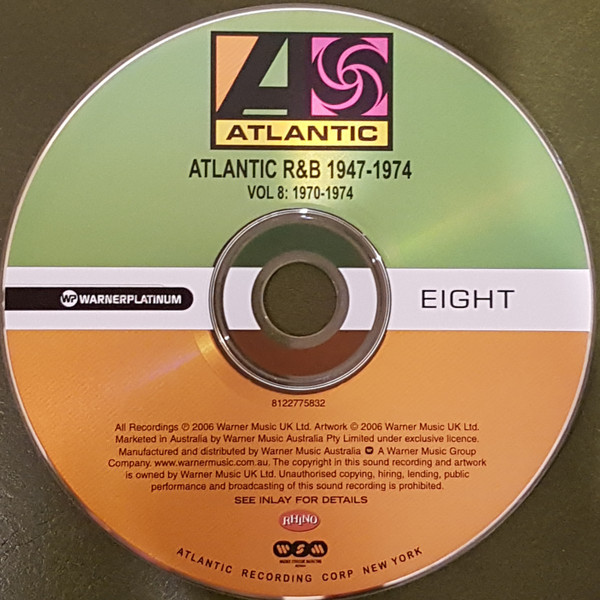 ATLANTIC
ATLANTIC R&B 1947-1974
VOL 8: 1970-1974
WP WARNERPLATINUM
EIGHT
8122775832
All Recordings ℗ 2006 Warner Music UK Ltd. Artwork © 2006 Warner Music UK Ltd.
Marketed in Australia by Warner Music Australia Pty Limited under exclusive licence.
Manufactured and distributed by Warner Music Australia A Warner Music Group
Company. www.warnermusic.com.au. The copyright in this sound recording and artwork
is owned by Warner Music UK Ltd. Unauthorised copying, hiring, lending, public
performance and broadcasting of this sound recording is prohibited.
SEE INLAY FOR DETAILS
RHINO
WSM
ATLANTIC RECORDING CORP NEW YORK